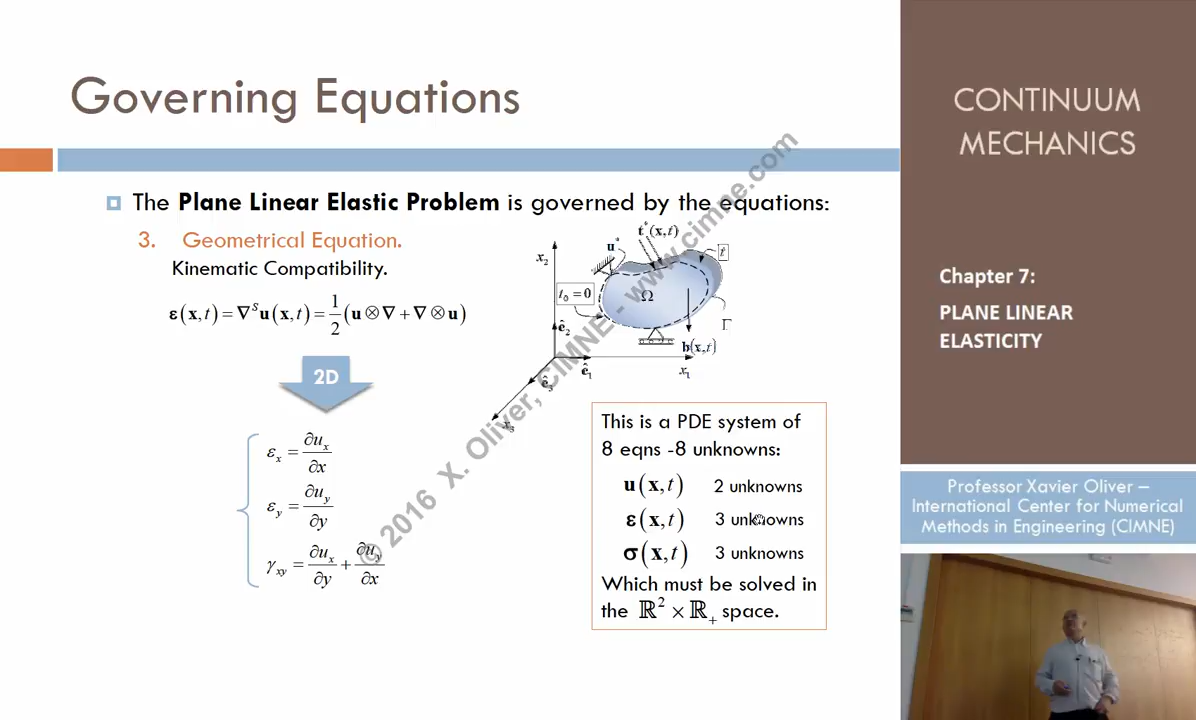 Governing Equations
The Plane Linear Elastic Problem is governed by the equations:
3. Geometrical Equation.
Kinematic Compatibility.
ε(x,t) = ∇ˢu(x,t) = 1/2 (u⊗∇ + ∇⊗u)
2D
εₓ = ∂uₓ/∂x
ε_y = ∂u_y/∂y
γ_xy = ∂uₓ/∂y + ∂u_y/∂x
t*(x,t)
u*
x₂
t
t₀ = 0
Ω
Γ
ê₂
b(x,t)
ê₁
x₁
ê₃
x₃
This is a PDE system of
8 eqns -8 unknowns:
u(x,t) 2 unknowns
ε(x,t) 3 unknowns
σ(x,t) 3 unknowns
Which must be solved in
the ℝ² × ℝ₊ space.
© 2016 X. Oliver, CIMNE - www.cimne.com
CONTINUUM
MECHANICS
Chapter 7:
PLANE LINEAR
ELASTICITY
Professor Xavier Oliver –
International Center for Numerical
Methods in Engineering (CIMNE)